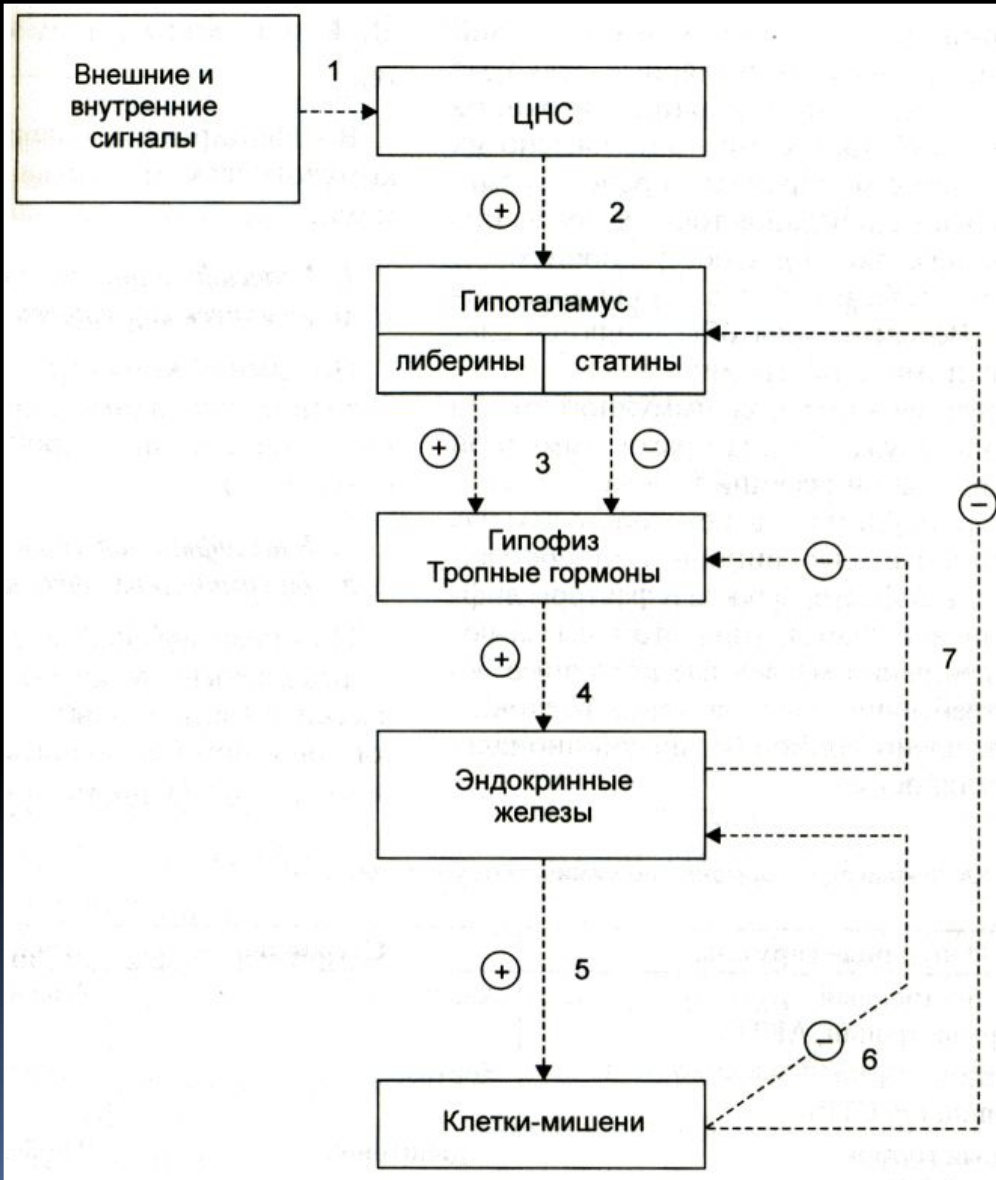 Внешние и
внутренние
сигналы
1
ЦНС
+
2
Гипоталамус
либерины
статины
+
3
−
−
Гипофиз
Тропные гормоны
−
+
4
7
Эндокринные
железы
+
5
−
6
Клетки-мишени